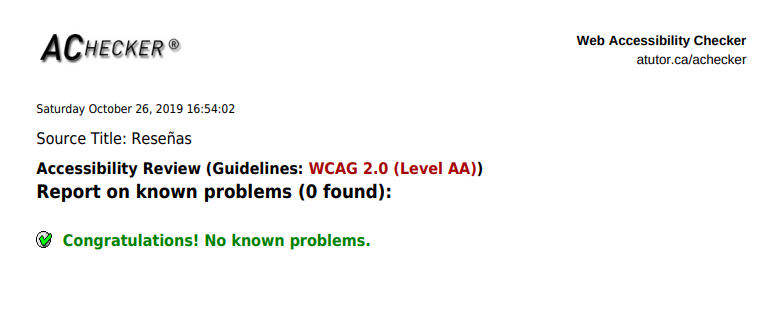 ACHECKER®
Web Accessibility Checker
atutor.ca/achecker
Saturday October 26, 2019 16:54:02
Source Title: Reseñas
Accessibility Review (Guidelines: WCAG 2.0 (Level AA))
Report on known problems (0 found):
Congratulations! No known problems.